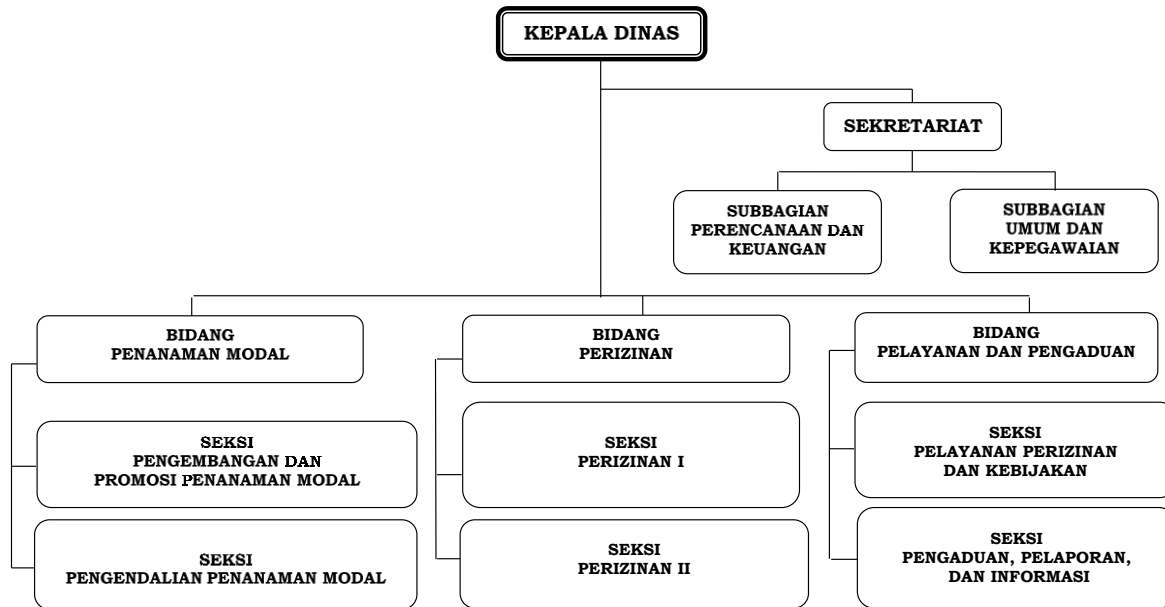 KEPALA DINAS
SEKRETARIAT
SUBBAGIAN
PERENCANAAN DAN
KEUANGAN
SUBBAGIAN
UMUM DAN
KEPEGAWAIAN
BIDANG
PENANAMAN MODAL
BIDANG
PERIZINAN
BIDANG
PELAYANAN DAN PENGADUAN
SEKSI
PENGEMBANGAN DAN
PROMOSI PENANAMAN MODAL
SEKSI
PERIZINAN I
SEKSI
PELAYANAN PERIZINAN
DAN KEBIJAKAN
SEKSI
PENGENDALIAN PENANAMAN MODAL
SEKSI
PERIZINAN II
SEKSI
PENGADUAN, PELAPORAN,
DAN INFORMASI